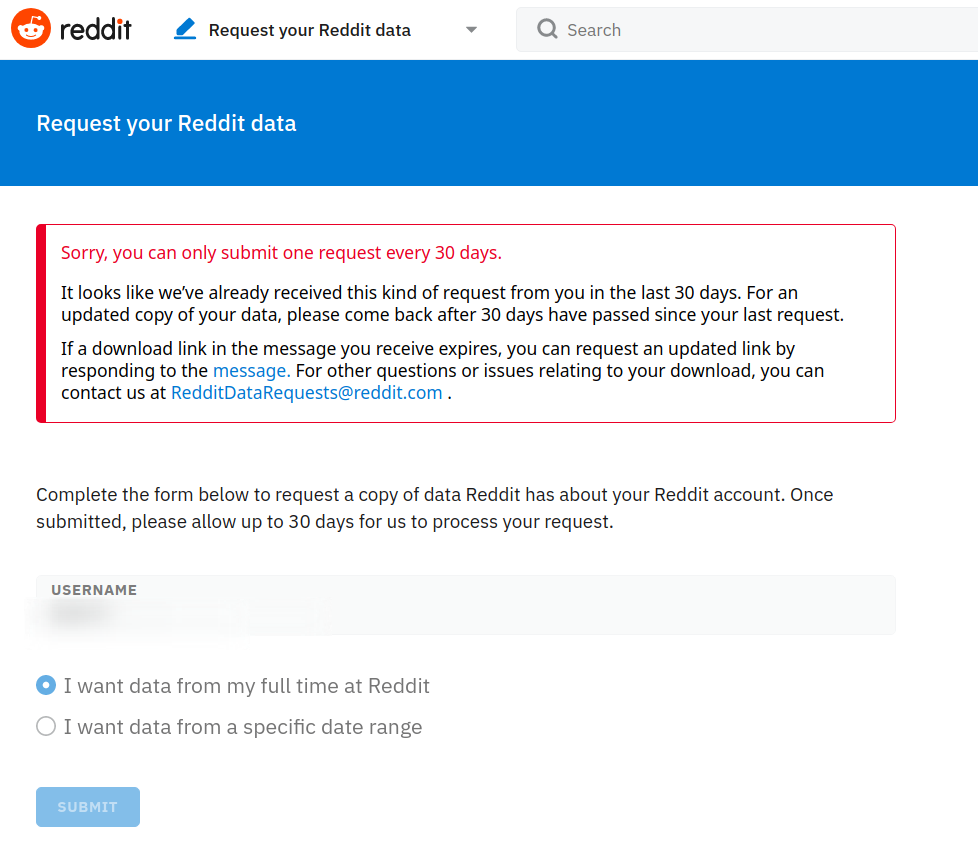 reddit
Request your Reddit data
Search
Request your Reddit data
Sorry, you can only submit one request every 30 days.
It looks like we’ve already received this kind of request from you in the last 30 days. For an
updated copy of your data, please come back after 30 days have passed since your last request.
If a download link in the message you receive expires, you can request an updated link by
responding to the message. For other questions or issues relating to your download, you can
contact us at RedditDataRequests@reddit.com .
Complete the form below to request a copy of data Reddit has about your Reddit account. Once
submitted, please allow up to 30 days for us to process your request.
USERNAME
I want data from my full time at Reddit
I want data from a specific date range
SUBMIT